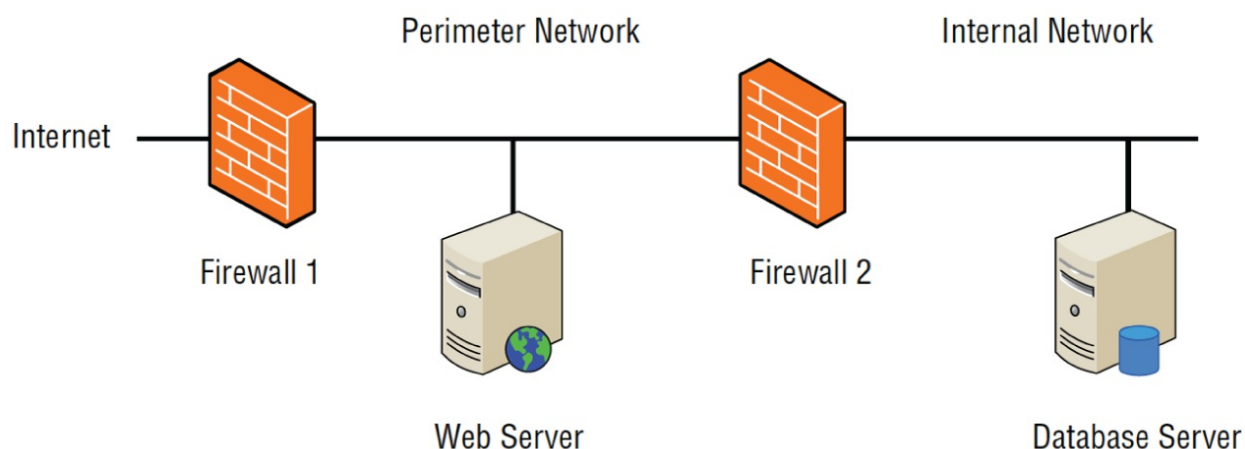 Perimeter Network
Internal Network
Internet
Firewall 1
Firewall 2
Web Server
Database Server